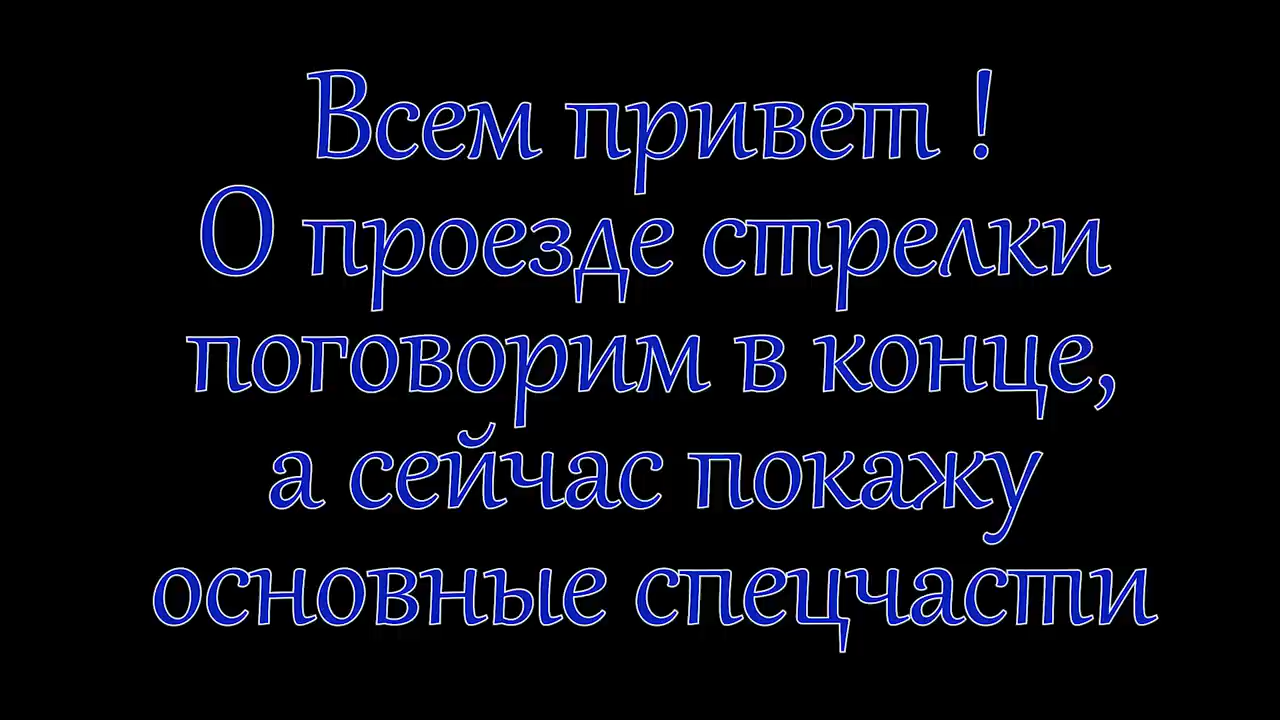 Всем привет !
О проезде стрелки
поговорим в конце,
а сейчас покажу
основные спецчасти